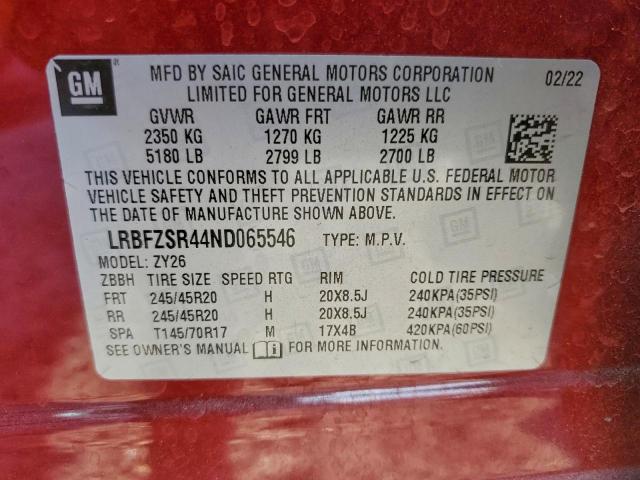 GM
MFD BY SAIC GENERAL MOTORS CORPORATION 02/22
LIMITED FOR GENERAL MOTORS LLC
GVWR GAWR FRT GAWR RR
2350 KG 1270 KG 1225 KG
5180 LB 2799 LB 2700 LB
THIS VEHICLE CONFORMS TO ALL APPLICABLE U.S. FEDERAL MOTOR
VEHICLE SAFETY AND THEFT PREVENTION STANDARDS IN EFFECT ON
THE DATE OF MANUFACTURE SHOWN ABOVE.
LRBFZSR44ND065546 TYPE: M.P.V.
MODEL: ZY26
ZBBH TIRE SIZE SPEED RTG RIM COLD TIRE PRESSURE
FRT 245/45R20 H 20X8.5J 240KPA(35PSI)
RR 245/45R20 H 20X8.5J 240KPA(35PSI)
SPA T145/70R17 M 17X4B 420KPA(60PSI)
SEE OWNER'S MANUAL FOR MORE INFORMATION.